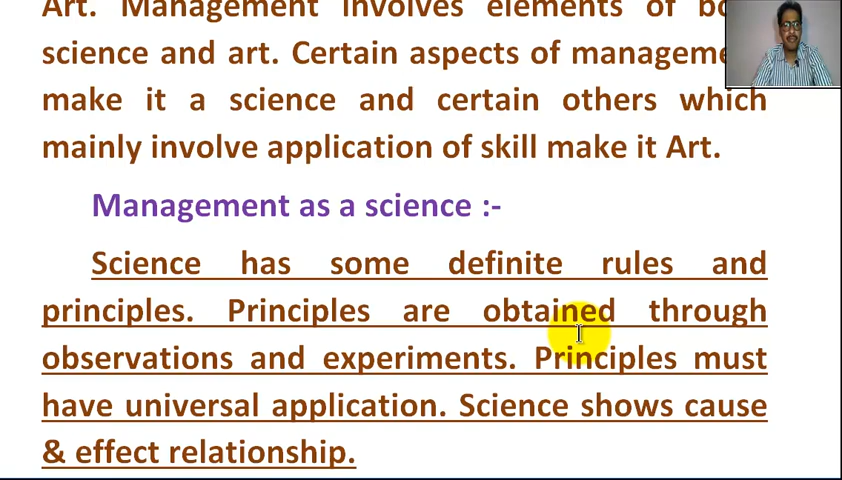 Art. Management involves elements of
science and art. Certain aspects of
make it a science and certain others which
mainly involve application of skill make it Art.
Management as a science :-
Science has some definite rules and
principles. Principles are obtained through
observations and experiments. Principles must
have universal application. Science shows cause
& effect relationship.